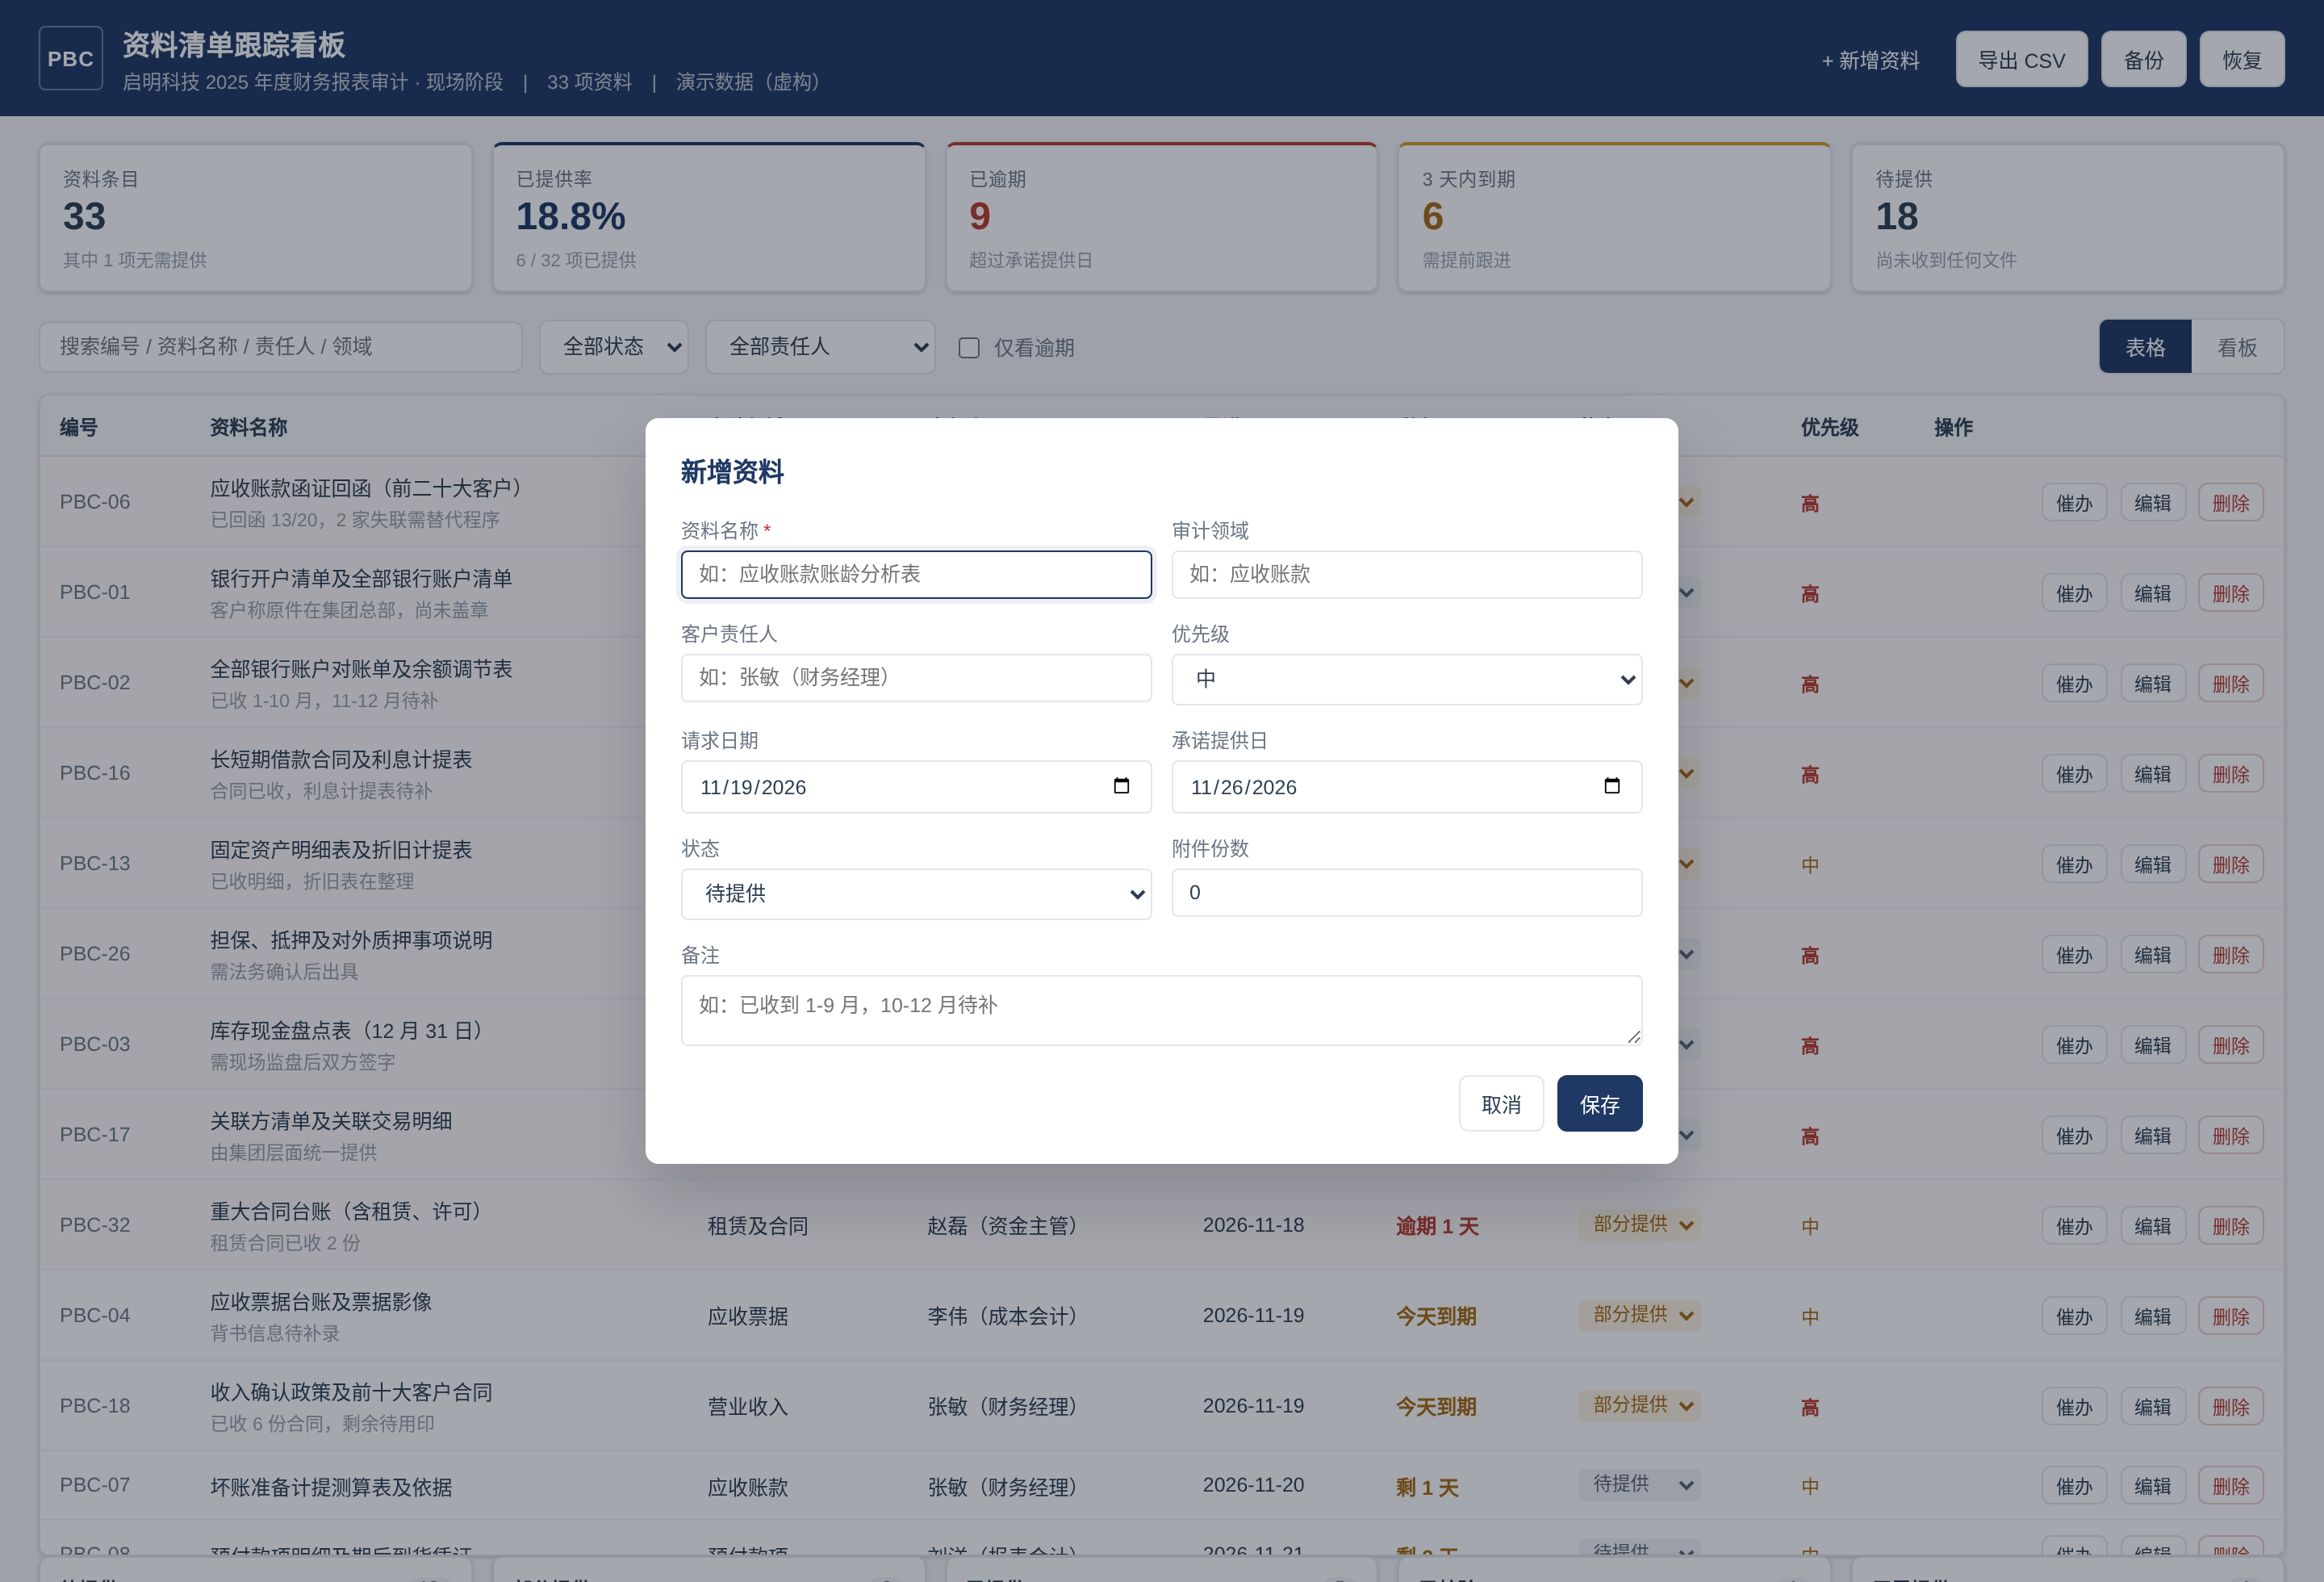 PBC
资料清单跟踪看板
启明科技 2025 年度财务报表审计 · 现场阶段 | 33 项资料 | 演示数据（虚构）
+ 新增资料
导出 CSV
备份
恢复
资料条目
33
其中 1 项无需提供
已提供率
18.8%
6 / 32 项已提供
已逾期
9
超过承诺提供日
3 天内到期
6
需提前跟进
待提供
18
尚未收到任何文件
搜索编号 / 资料名称 / 责任人 / 领域
全部状态
全部责任人
仅看逾期
表格
看板
编号 资料名称 优先级 操作
PBC-06 应收账款函证回函（前二十大客户） 高 催办 编辑 删除
已回函 13/20，2 家失联需替代程序
PBC-01 银行开户清单及全部银行账户清单 高 催办 编辑 删除
客户称原件在集团总部，尚未盖章
PBC-02 全部银行账户对账单及余额调节表 高 催办 编辑 删除
已收 1-10 月，11-12 月待补
PBC-16 长短期借款合同及利息计提表 高 催办 编辑 删除
合同已收，利息计提表待补
PBC-13 固定资产明细表及折旧计提表 中 催办 编辑 删除
已收明细，折旧表在整理
PBC-26 担保、抵押及对外质押事项说明 高 催办 编辑 删除
需法务确认后出具
PBC-03 库存现金盘点表（12 月 31 日） 高 催办 编辑 删除
需现场监盘后双方签字
PBC-17 关联方清单及关联交易明细 高 催办 编辑 删除
由集团层面统一提供
PBC-32 重大合同台账（含租赁、许可） 租赁及合同 赵磊（资金主管） 2026-11-18 逾期 1 天 部分提供 中 催办 编辑 删除
租赁合同已收 2 份
PBC-04 应收票据台账及票据影像 应收票据 李伟（成本会计） 2026-11-19 今天到期 部分提供 中 催办 编辑 删除
背书信息待补录
PBC-18 收入确认政策及前十大客户合同 营业收入 张敏（财务经理） 2026-11-19 今天到期 部分提供 高 催办 编辑 删除
已收 6 份合同，剩余待用印
PBC-07 坏账准备计提测算表及依据 应收账款 张敏（财务经理） 2026-11-20 剩 1 天 待提供 中 催办 编辑 删除
新增资料
资料名称 *
如：应收账款账龄分析表
审计领域
如：应收账款
客户责任人
如：张敏（财务经理）
优先级
中
请求日期
11/19/2026
承诺提供日
11/26/2026
状态
待提供
附件份数
0
备注
如：已收到 1-9 月，10-12 月待补
取消
保存